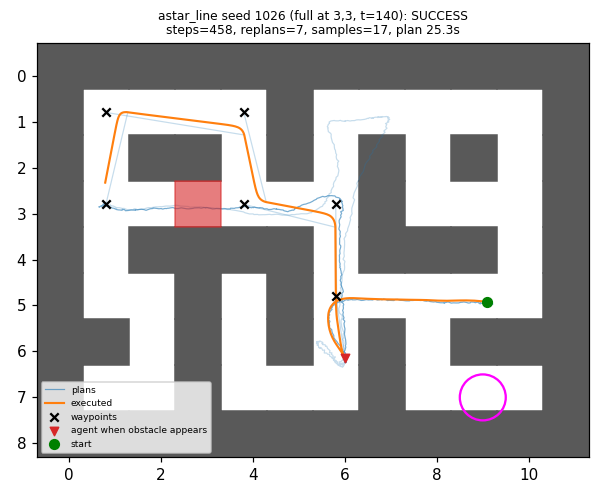 astar_line seed 1026 (full at 3,3, t=140): SUCCESS
steps=458, replans=7, samples=17, plan 25.3s
0
1
2
3
4
5
6
7
8
plans
executed
waypoints
agent when obstacle appears
start
0 2 4 6 8 10